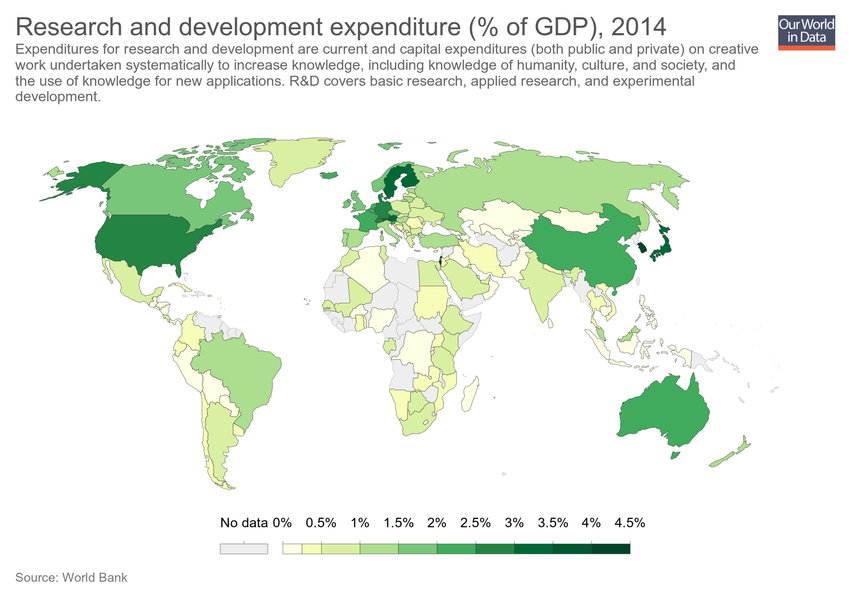 Research and development expenditure (% of GDP), 2014
Our World
in Data
Expenditures for research and development are current and capital expenditures (both public and private) on creative
work undertaken systematically to increase knowledge, including knowledge of humanity, culture, and society, and
the use of knowledge for new applications. R&D covers basic research, applied research, and experimental
development.
No data 0% 0.5% 1% 1.5% 2% 2.5% 3% 3.5% 4% 4.5%
Source: World Bank